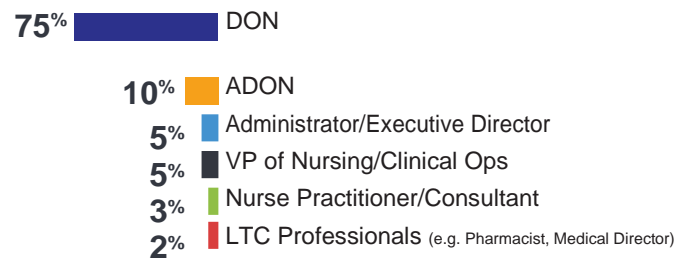 75% DON
10% ADON
5% Administrator/Executive Director
5% VP of Nursing/Clinical Ops
3% Nurse Practitioner/Consultant
2% LTC Professionals (e.g. Pharmacist, Medical Director)